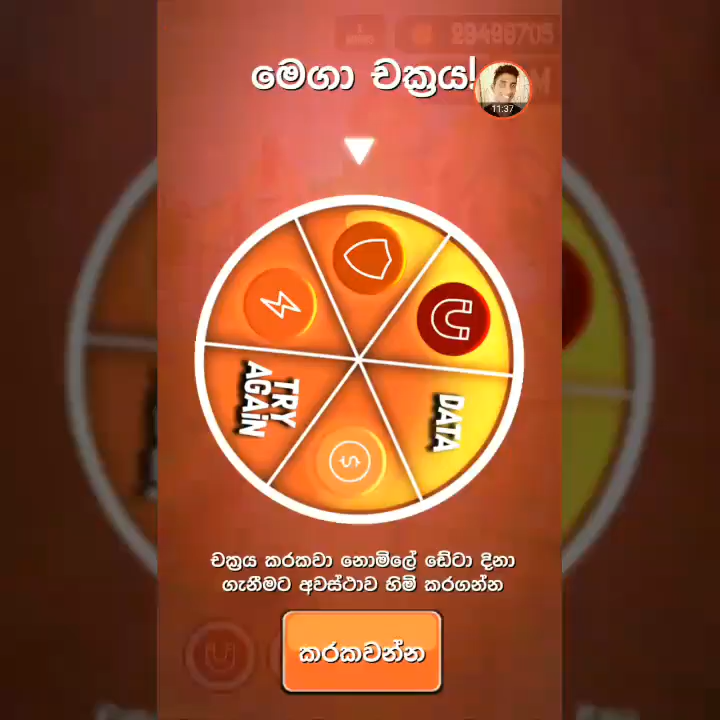 මෙගා චක්‍රය!
11:37
TRY
AGAiN
DATA
චක්‍රය කරකවා නොමිලේ ඩේටා දිනා
ගැනීමට අවස්ථාව හිමි කරගන්න
කරකවන්න